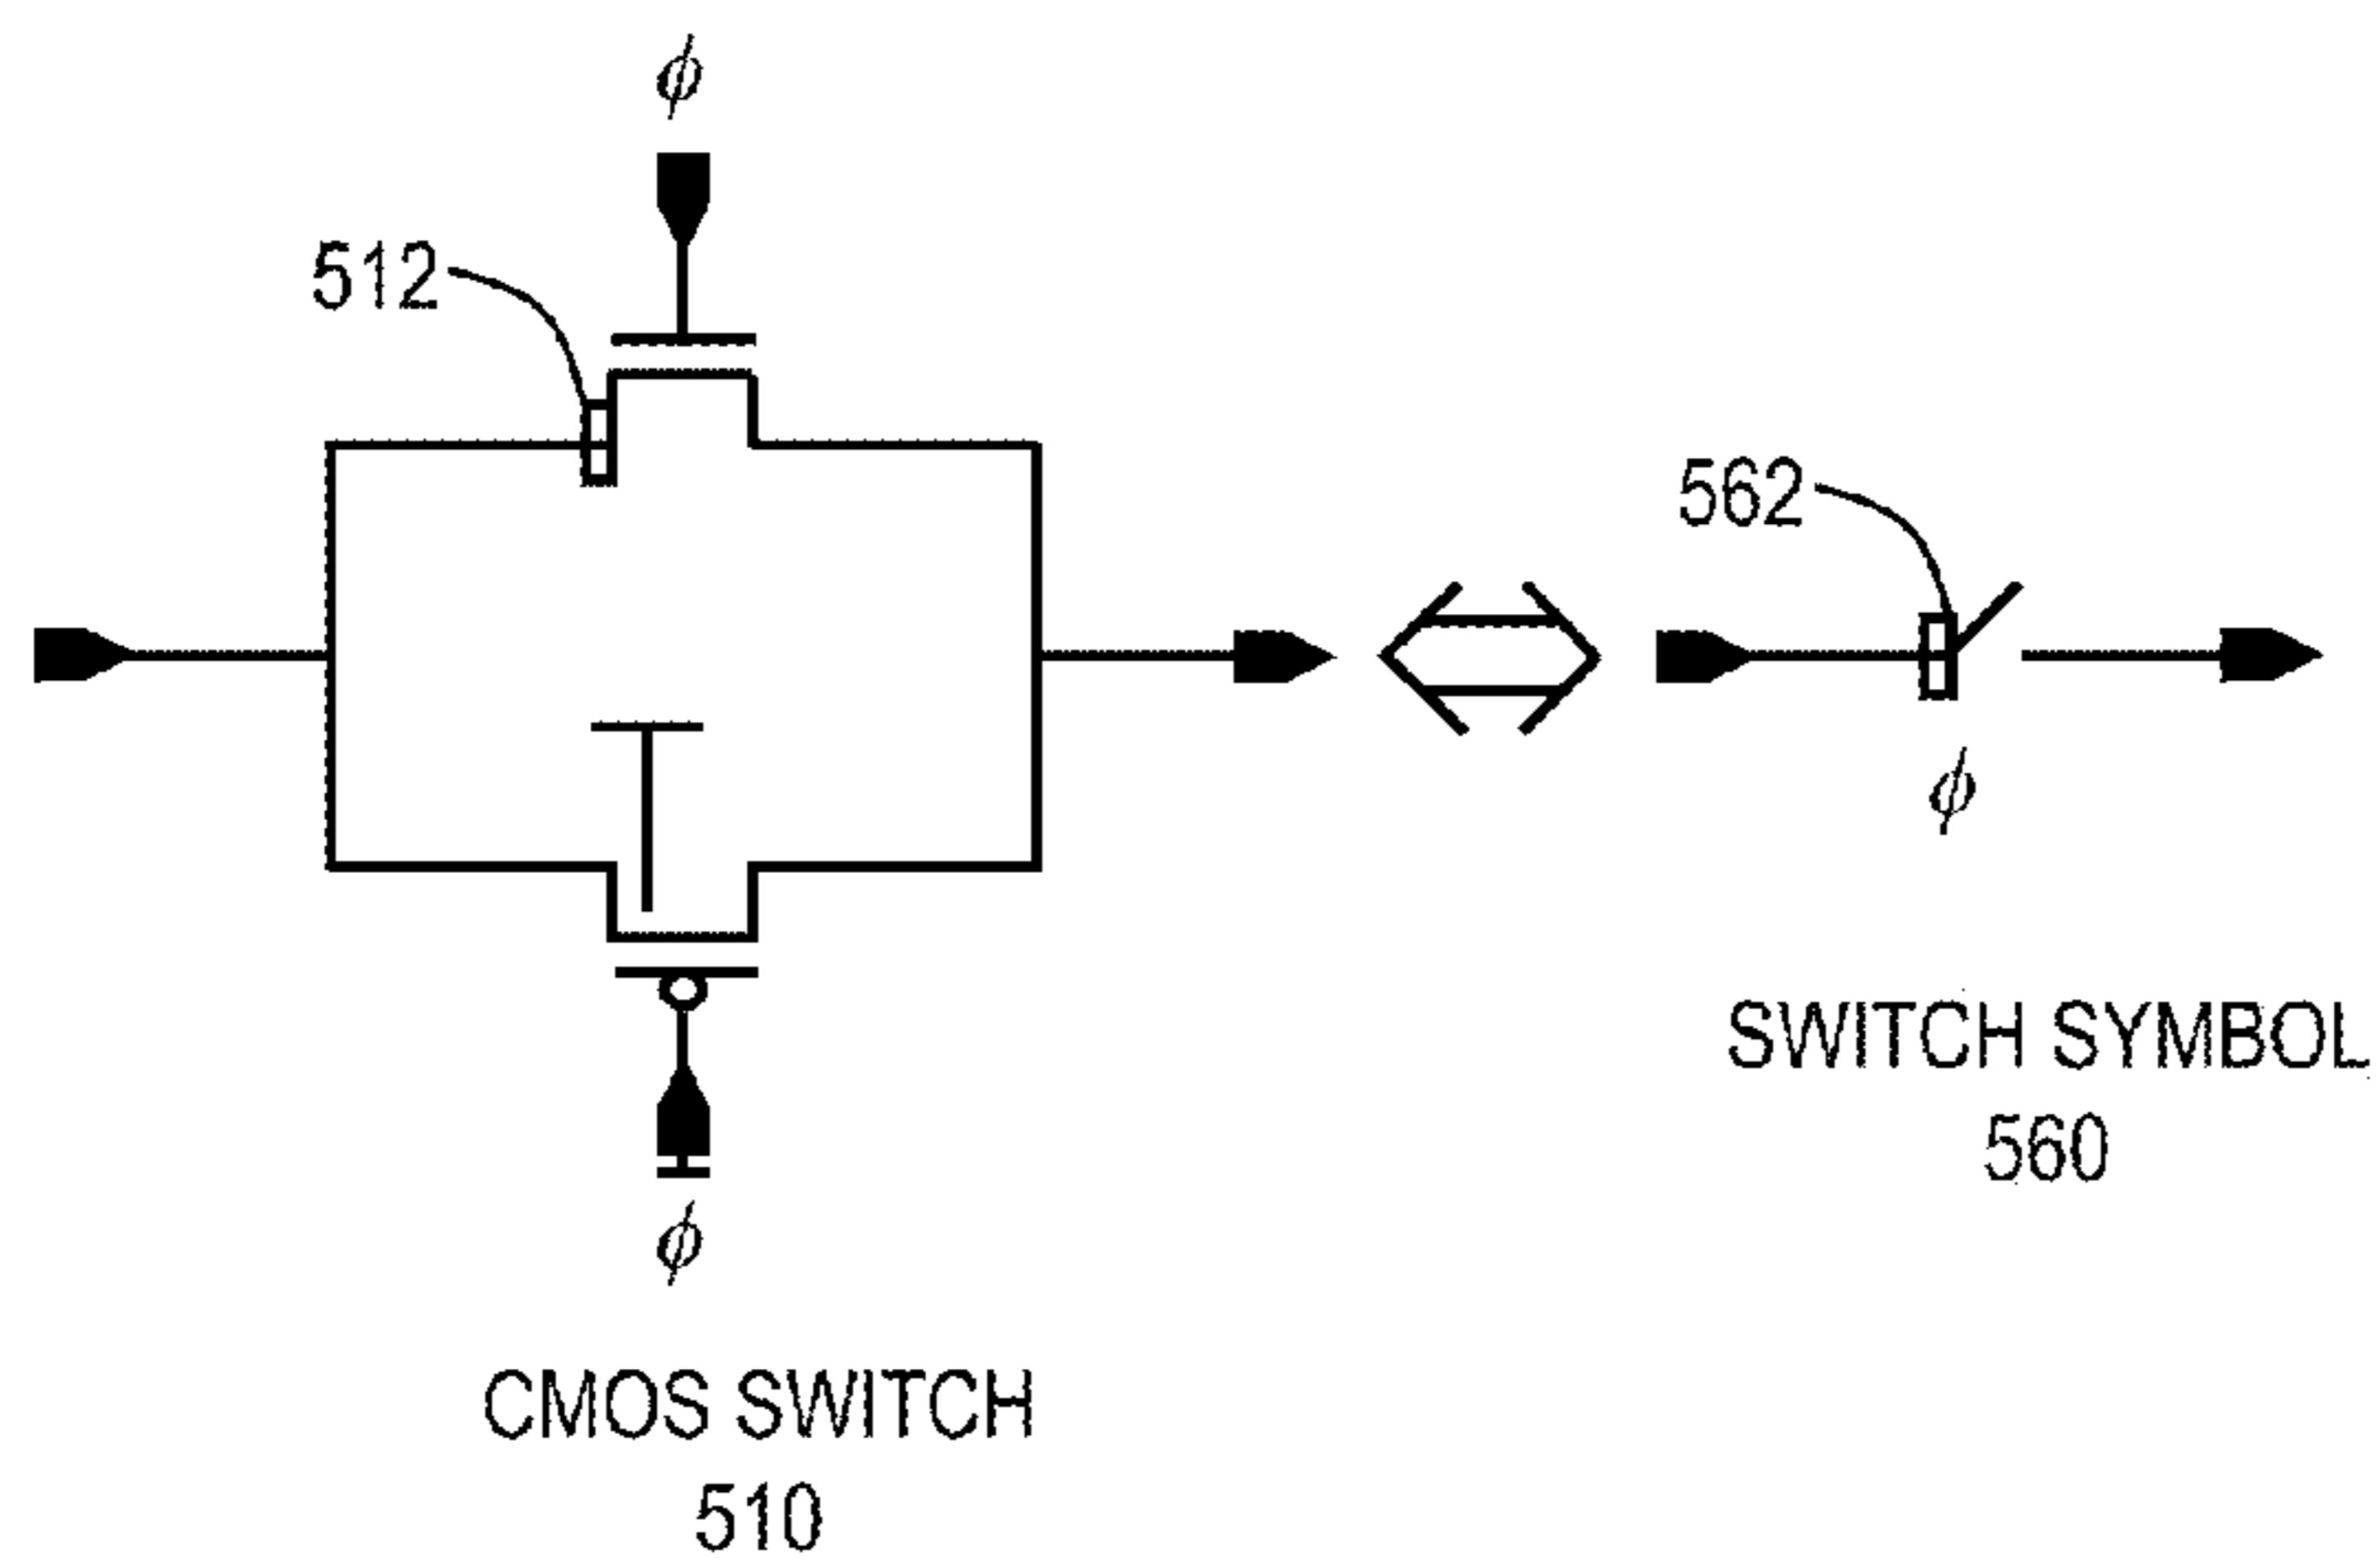 ϕ
512
562
ϕ
SWITCH SYMBOL
560
ϕ̅
CMOS SWITCH
510